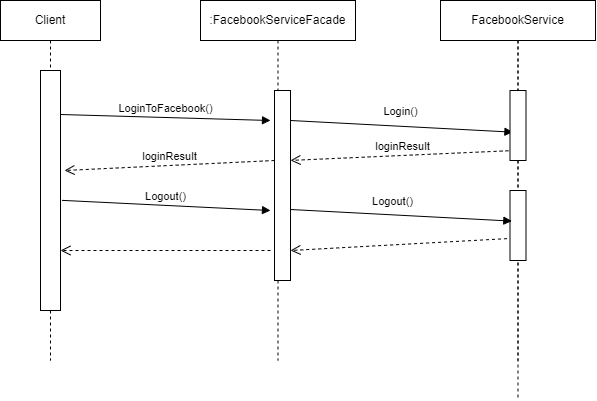 Client
:FacebookServiceFacade
FacebookService
LoginToFacebook()
Login()
loginResult
loginResult
Logout()
Logout()